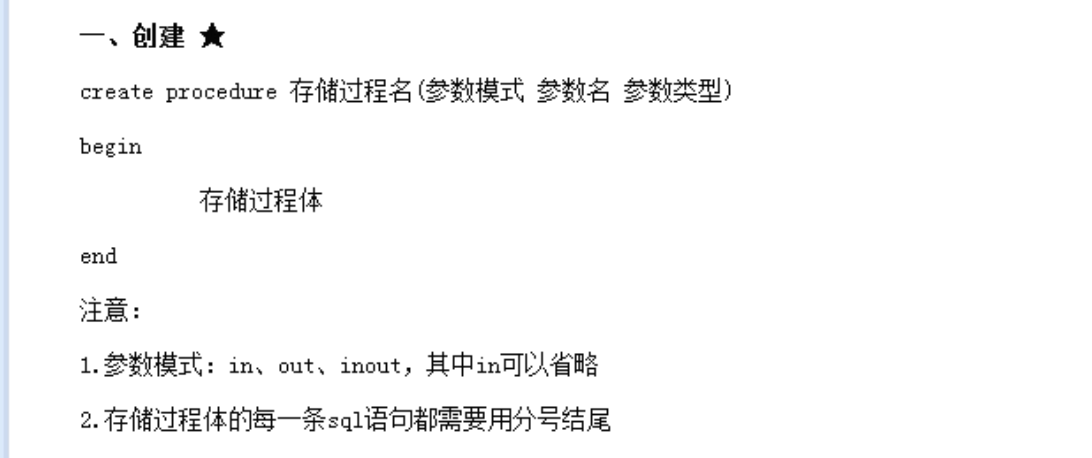 一、创建 ★
create procedure 存储过程名(参数模式 参数名 参数类型)
begin
存储过程体
end
注意：
1.参数模式：in、out、inout，其中in可以省略
2.存储过程体的每一条sql语句都需要用分号结尾